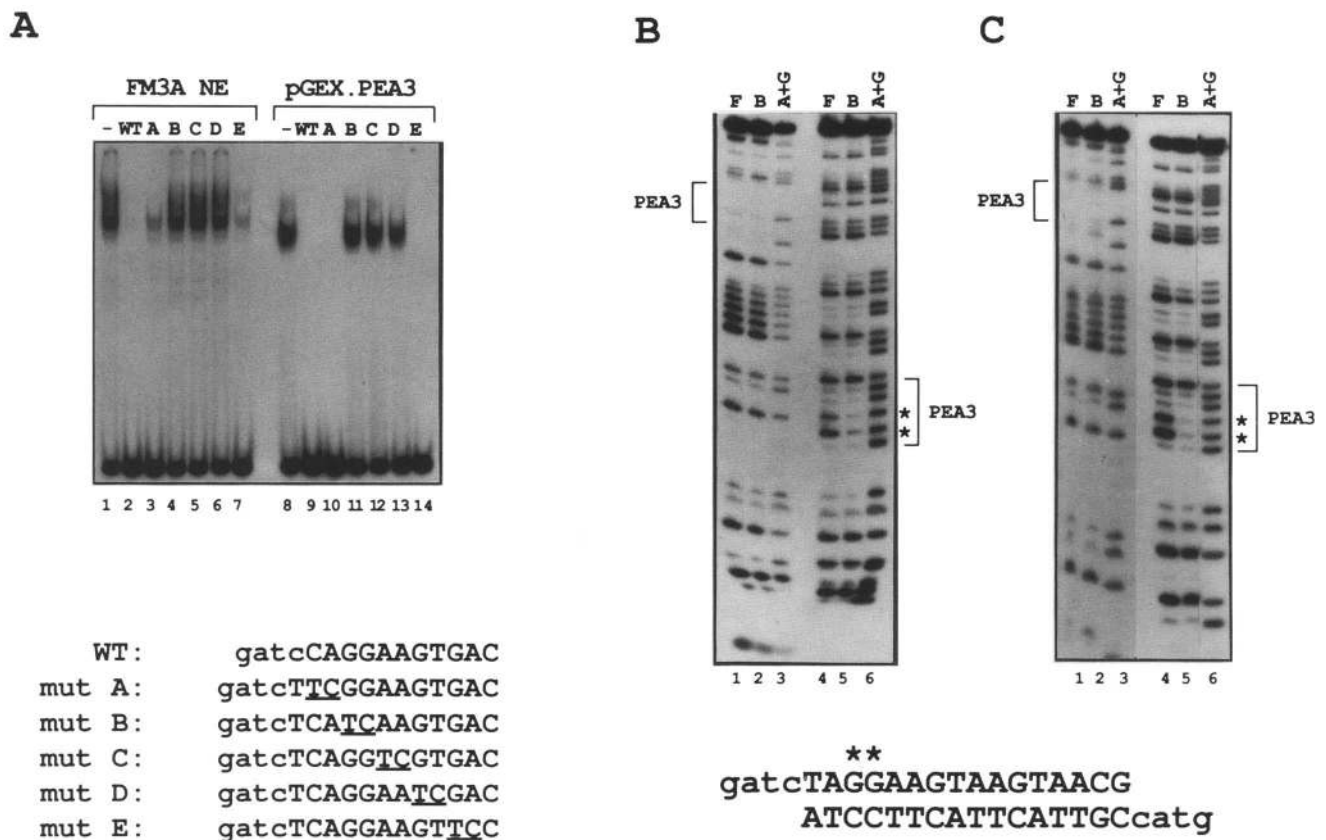 A
FM3A NE pGEX.PEA3
- WT A B C D E - WT A B C D E
1 2 3 4 5 6 7 8 9 10 11 12 13 14
WT: gatcCAGGAAGTGAC
mut A: gatcTTCGGAAGTGAC
mut B: gatcTCATCAAGTGAC
mut C: gatcTCAGGTCGTGAC
mut D: gatcTCAGGAATCGAC
mut E: gatcTCAGGAAGTTCC
B
F B A+G F B A+G
PEA3
* PEA3
*
1 2 3 4 5 6
C
F B A+G F B A+G
PEA3
* PEA3
*
1 2 3 4 5 6
**
gatcTAGGAAGTAAGTAACG
ATCCTTCATTCATTGCcatg